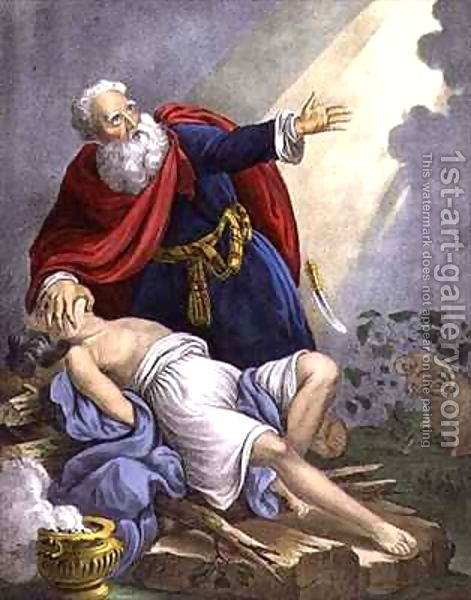 1st-art-gallery.com
This watermark does not appear on the painting